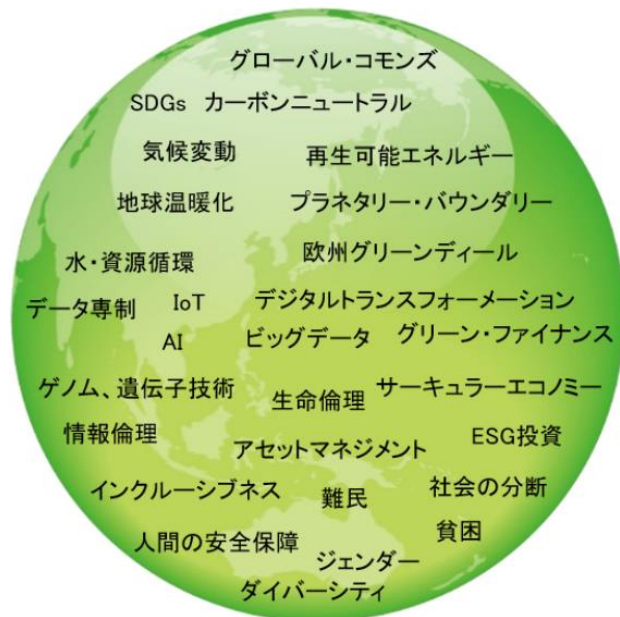 グローバル・コモンズ
SDGs カーボンニュートラル
気候変動 再生可能エネルギー
地球温暖化 プラネタリー・バウンダリー
欧州グリーンディール
水・資源循環
データ専制 IoT デジタルトランスフォーメーション
AI ビッグデータ グリーン・ファイナンス
ゲノム、遺伝子技術 生命倫理 サーキュラーエコノミー
情報倫理 アセットマネジメント ESG投資
インクルーシブネス 難民 社会の分断
人間の安全保障 ジェンダー 貧困
ダイバーシティ